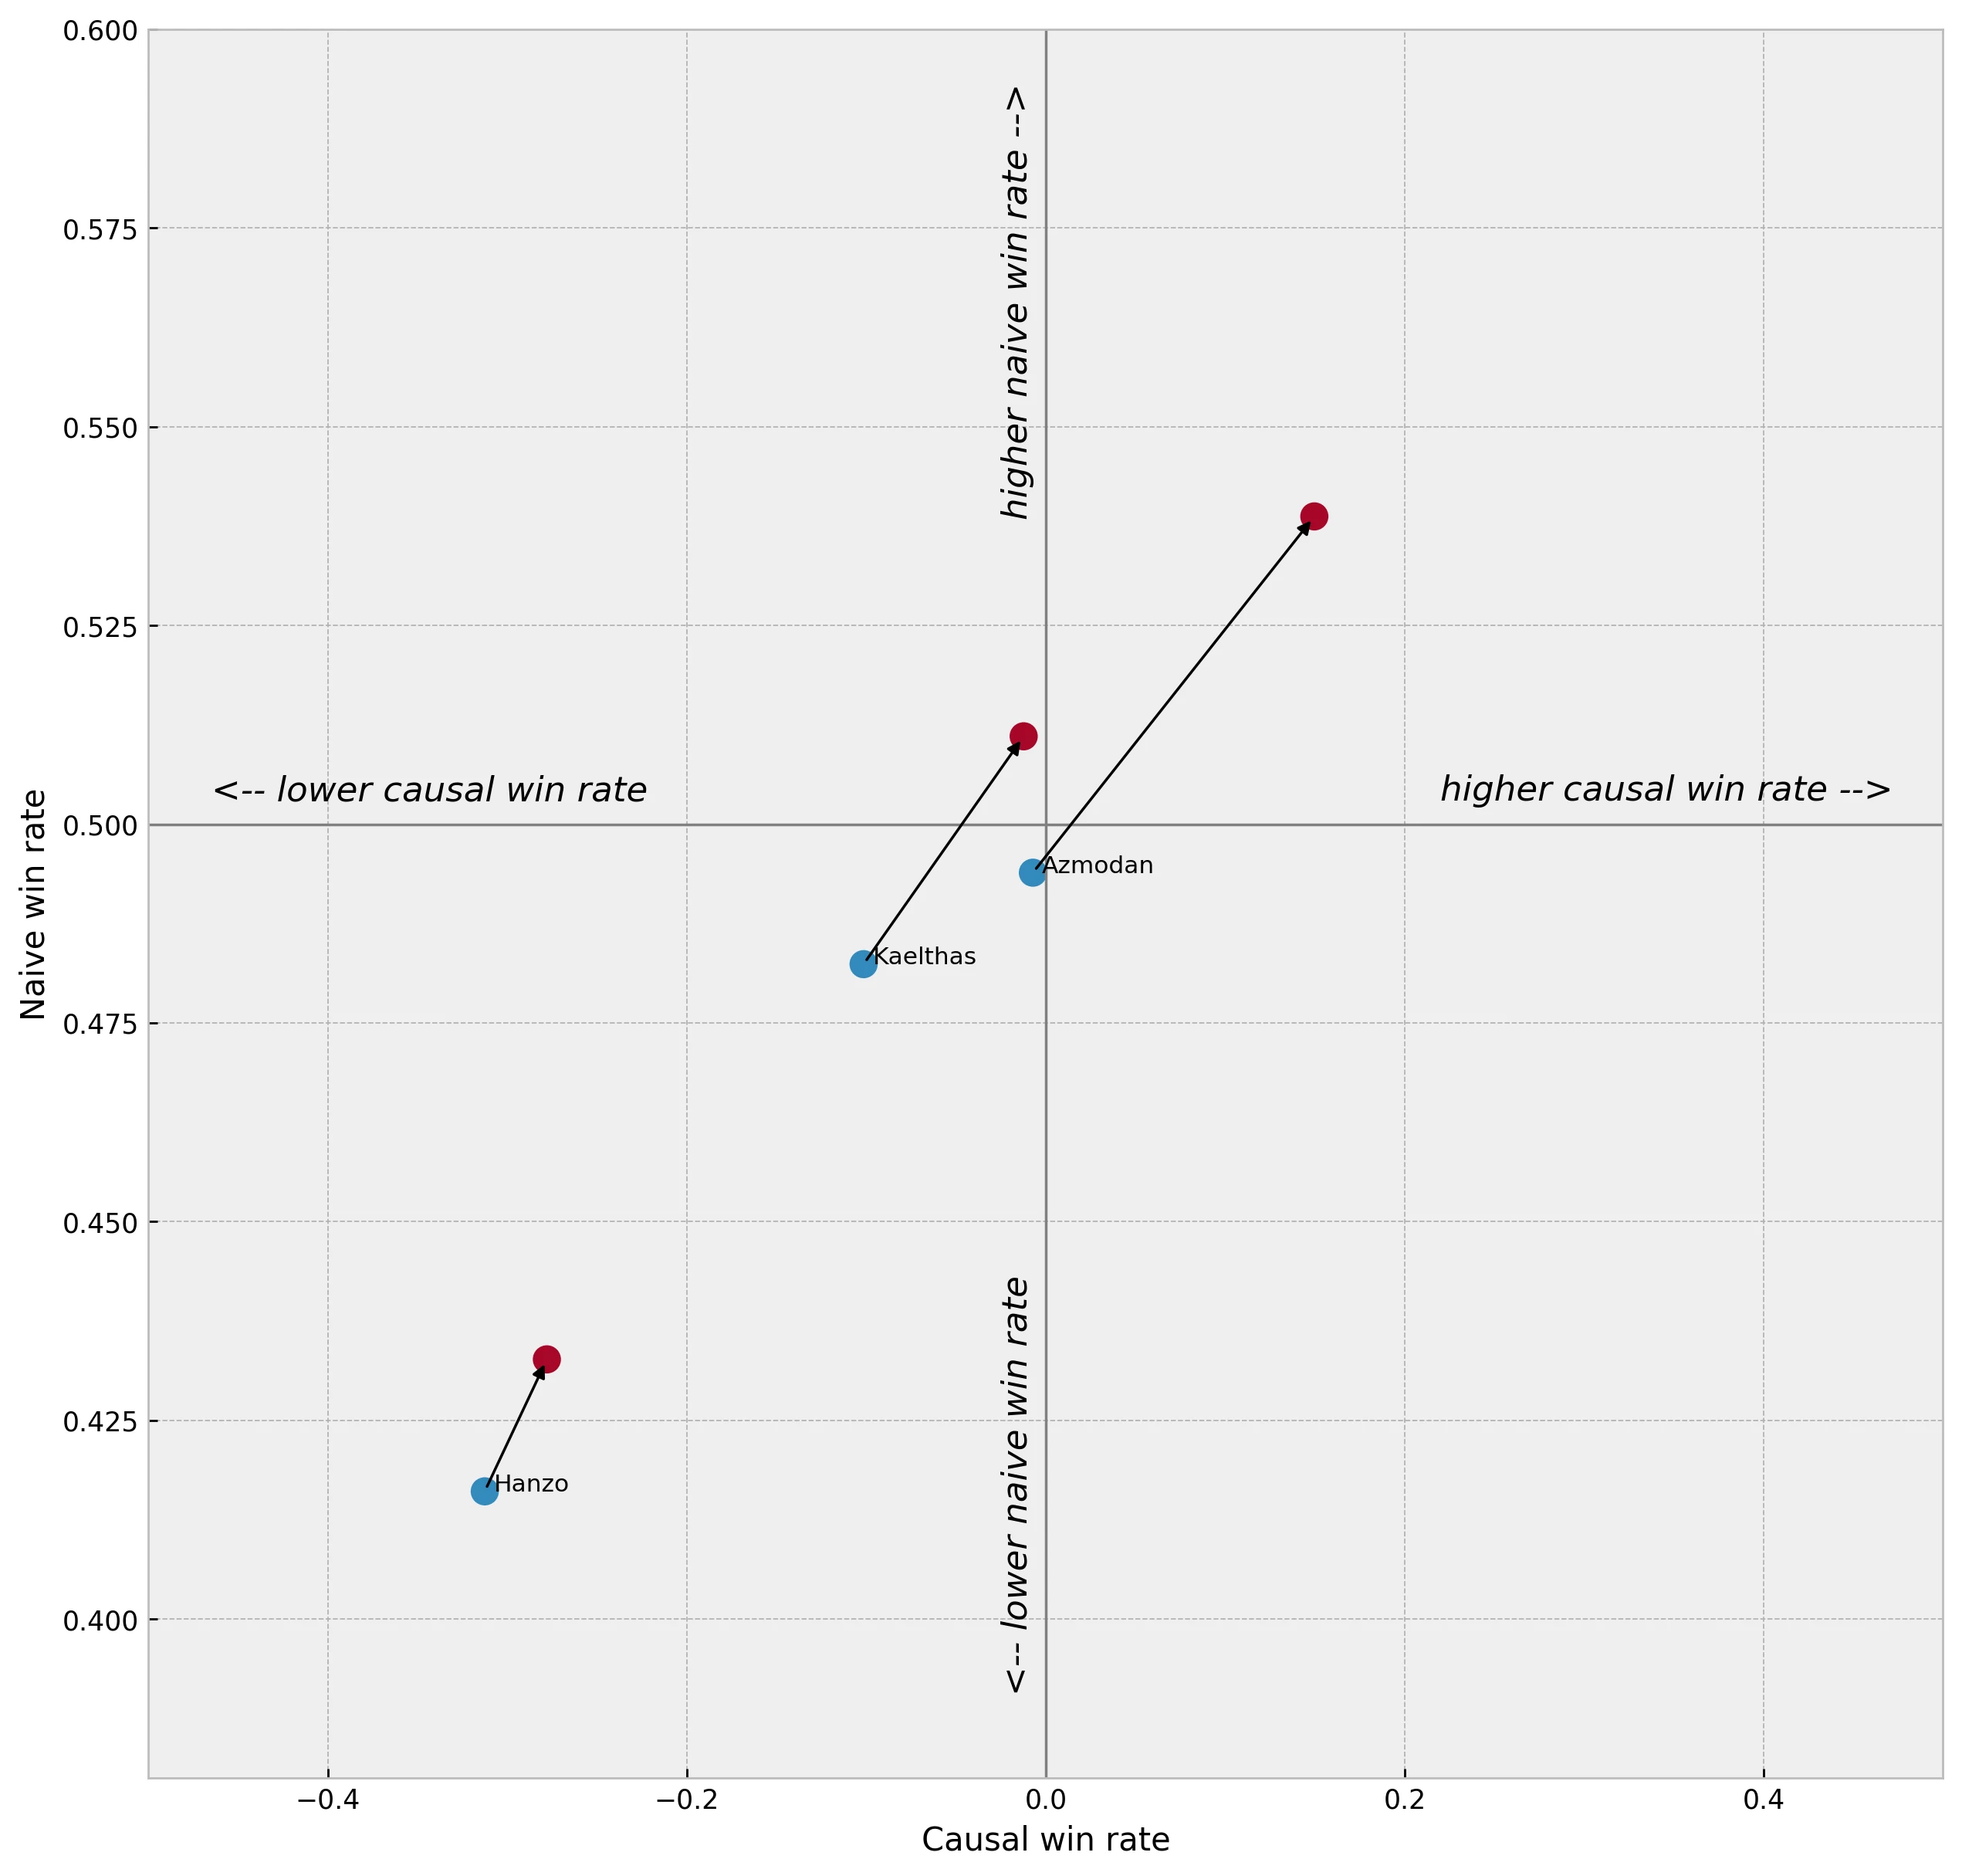 0.600
0.575
0.550
0.525
0.500
0.475
0.450
0.425
0.400
Naive win rate
higher naive win rate -->
<-- lower causal win rate
higher causal win rate -->
Azmodan
Kaelthas
<-- lower naive win rate
Hanzo
−0.4
−0.2
0.0
0.2
0.4
Causal win rate